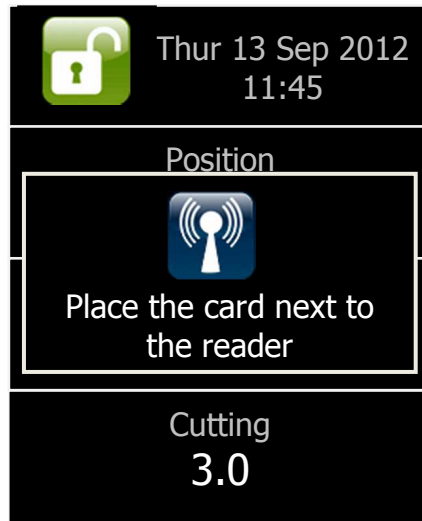 Thur 13 Sep 2012
11:45
Position
Place the card next to
the reader
Cutting
3.0